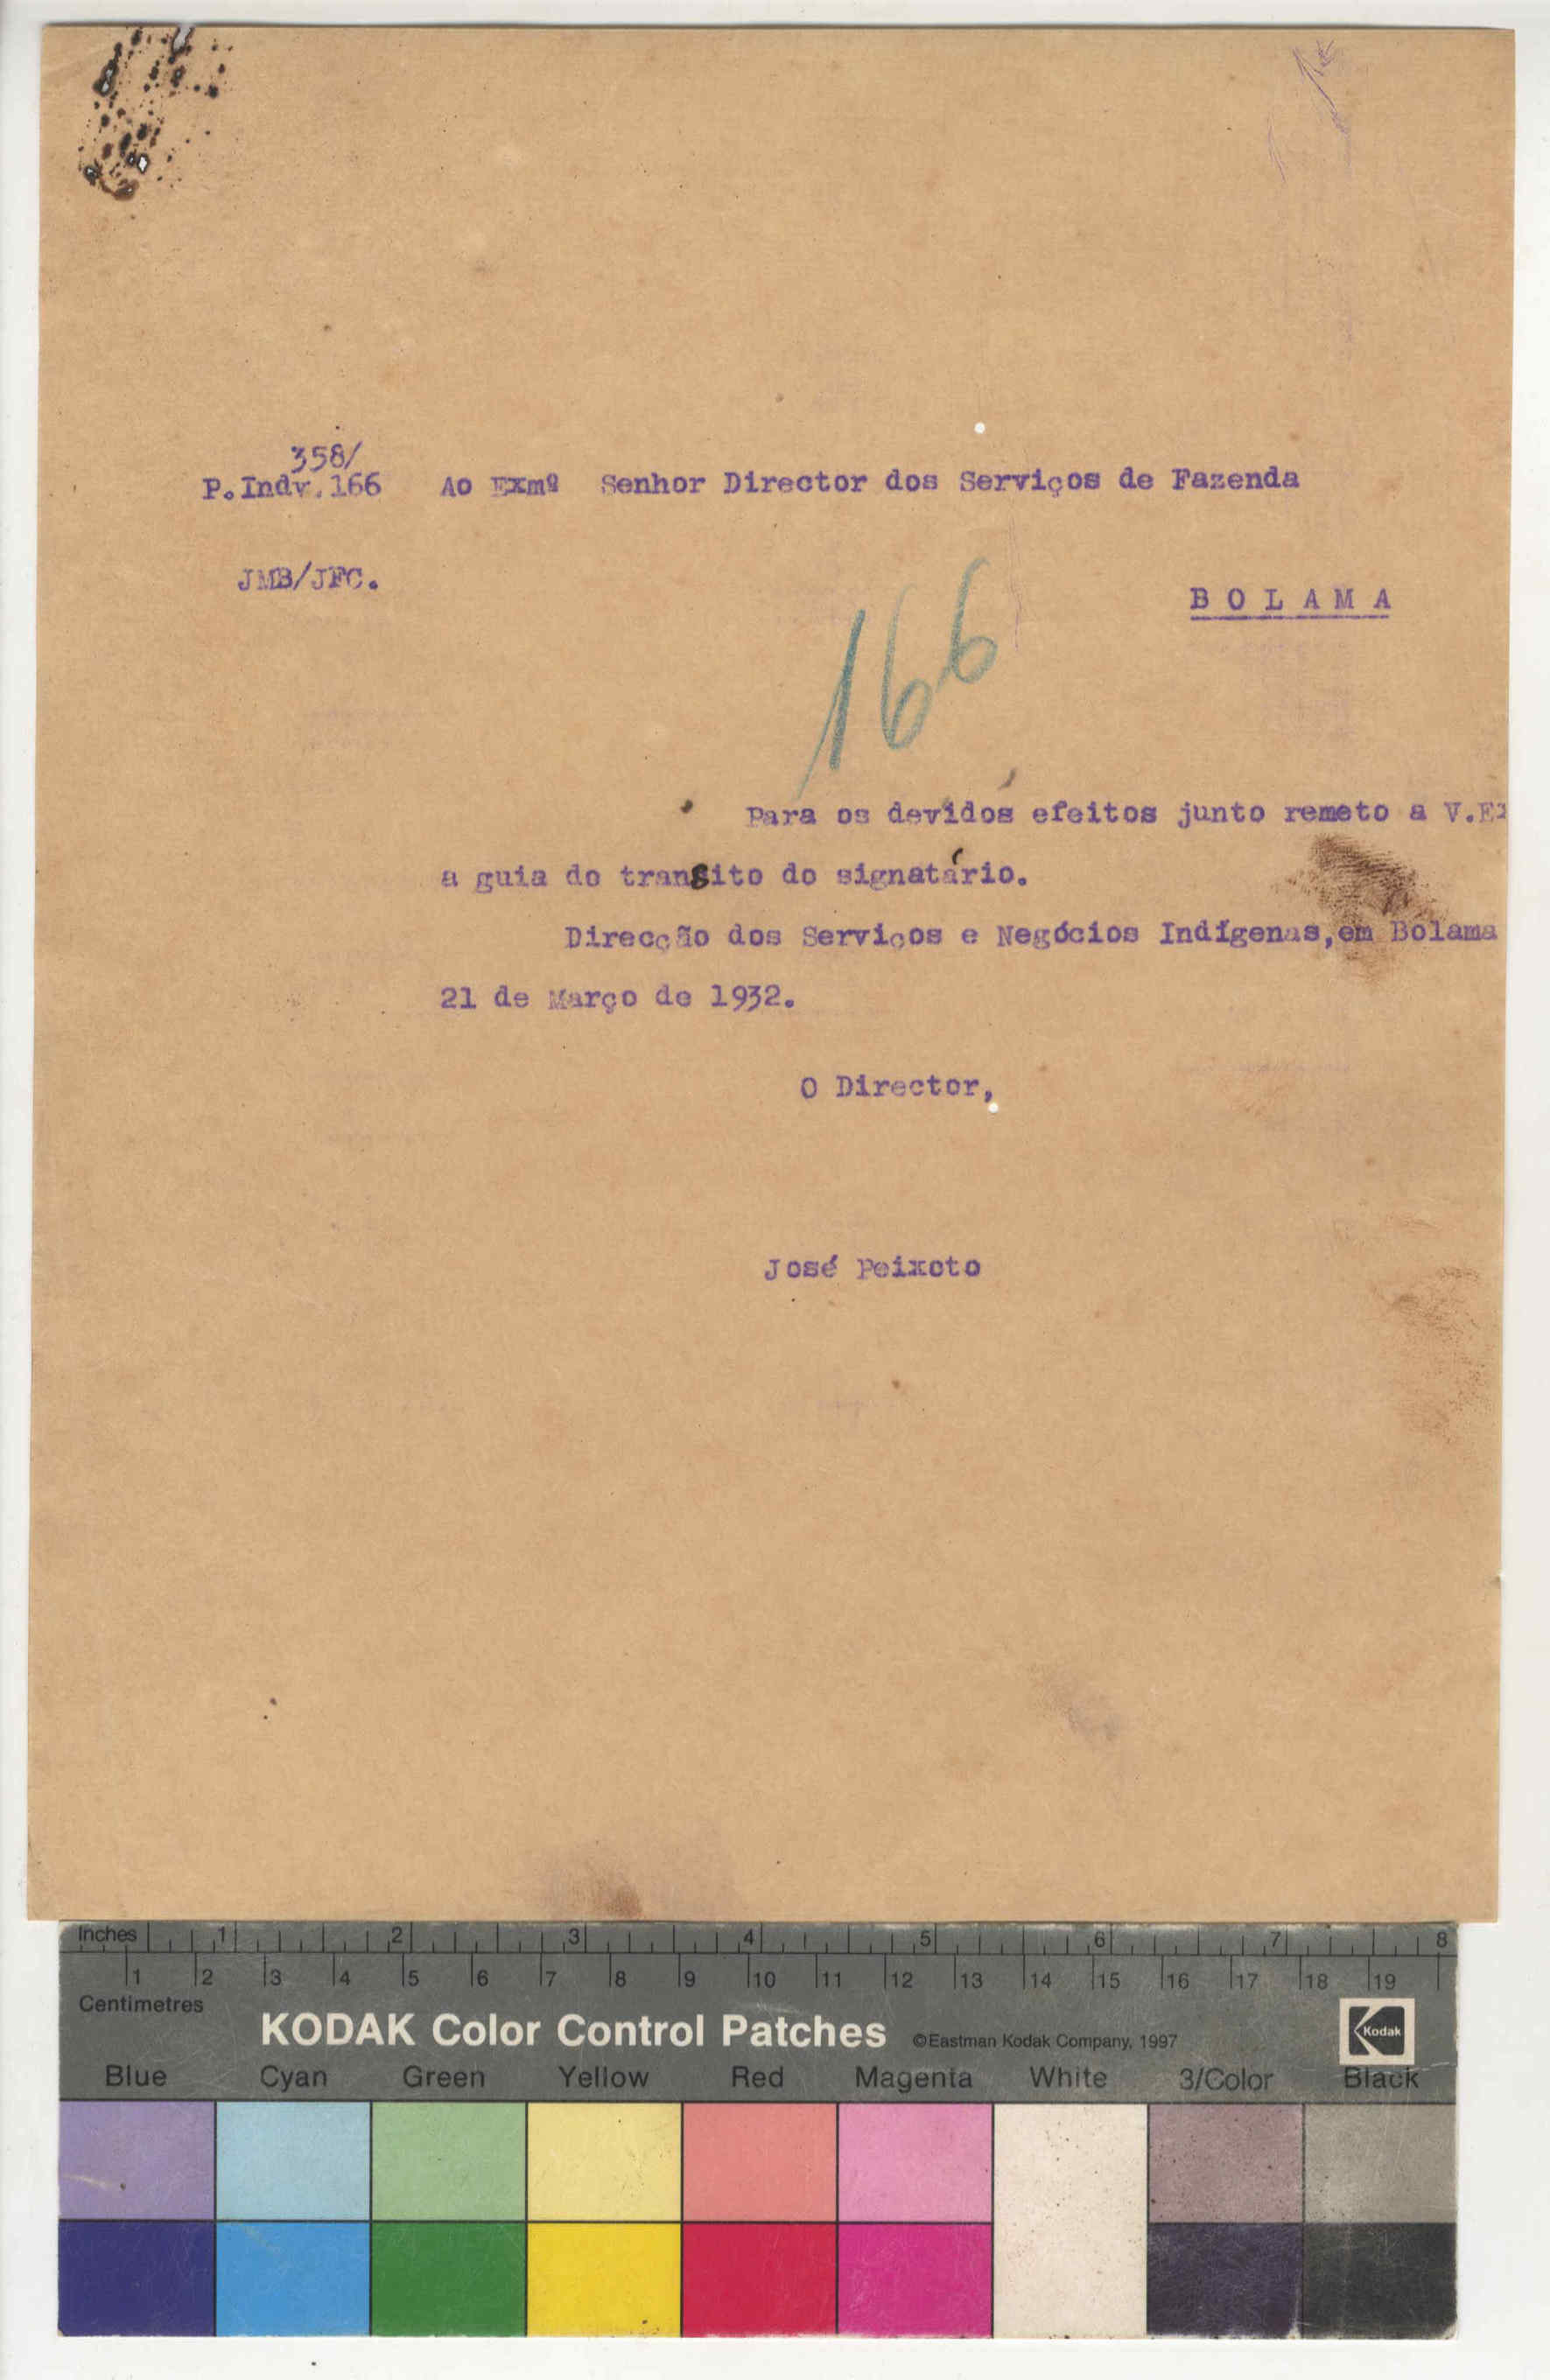 358/
P.Indv.166 Ao Exmº Senhor Director dos Serviços de Fazenda
JMB/JFC.
BOLAMA
166
Para os devidos efeitos junto remeto a V.Eª
a guia do transito do signatário.
Direcção dos Serviços e Negócios Indígenas,em Bolama
21 de Março de 1932.
O Director,
José Peixoto
Inches 1 2 3 4 5 6 7 8
1 2 3 4 5 6 7 8 9 10 11 12 13 14 15 16 17 18 19
Centimetres
KODAK Color Control Patches ©Eastman Kodak Company, 1997 Kodak
Blue Cyan Green Yellow Red Magenta White 3/Color Black